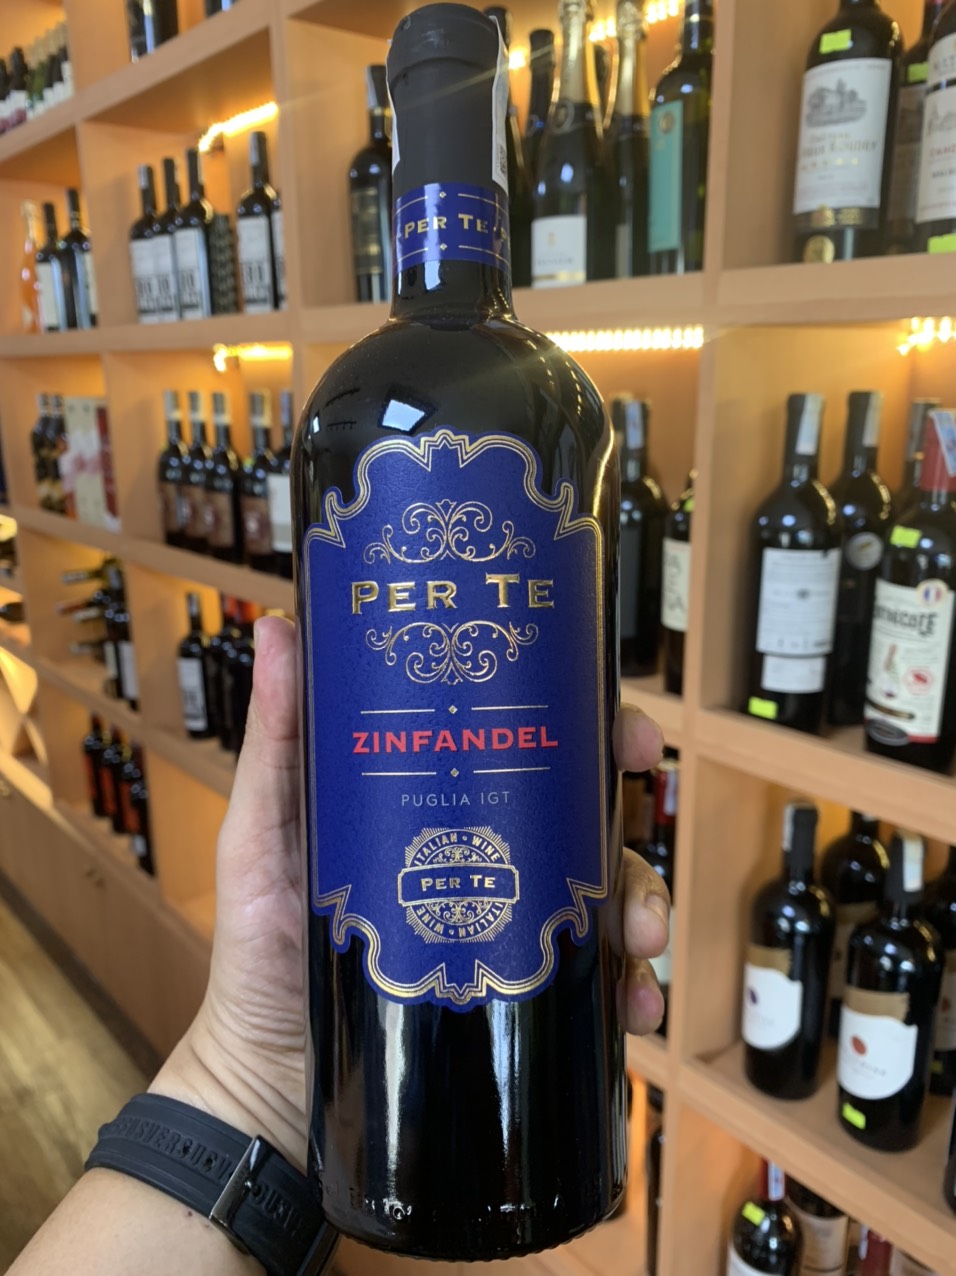 PER TE
PER TE
ZINFANDEL
PUGLIA IGT
ITALIAN • WINE
PER TE
ITALIAN • WINE